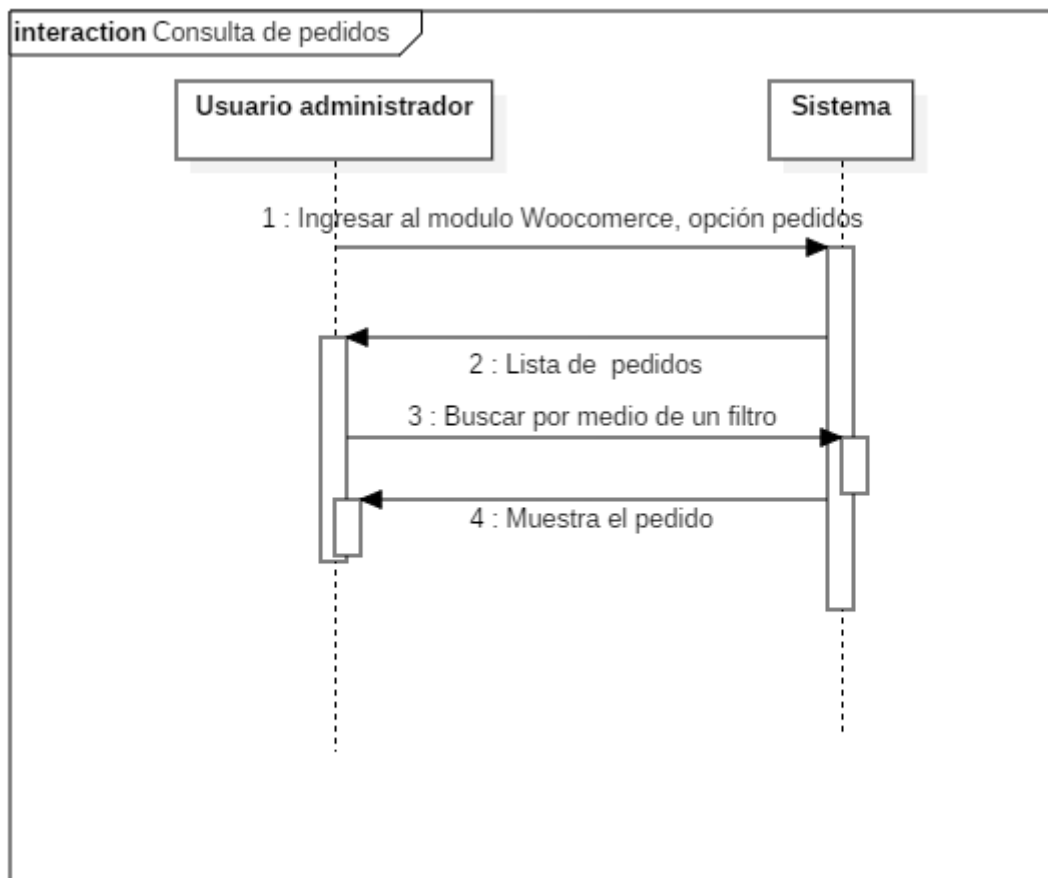 interaction Consulta de pedidos
Usuario administrador
Sistema
1 : Ingresar al modulo Woocomerce, opción pedidos
2 : Lista de  pedidos
3 : Buscar por medio de un filtro
4 : Muestra el pedido